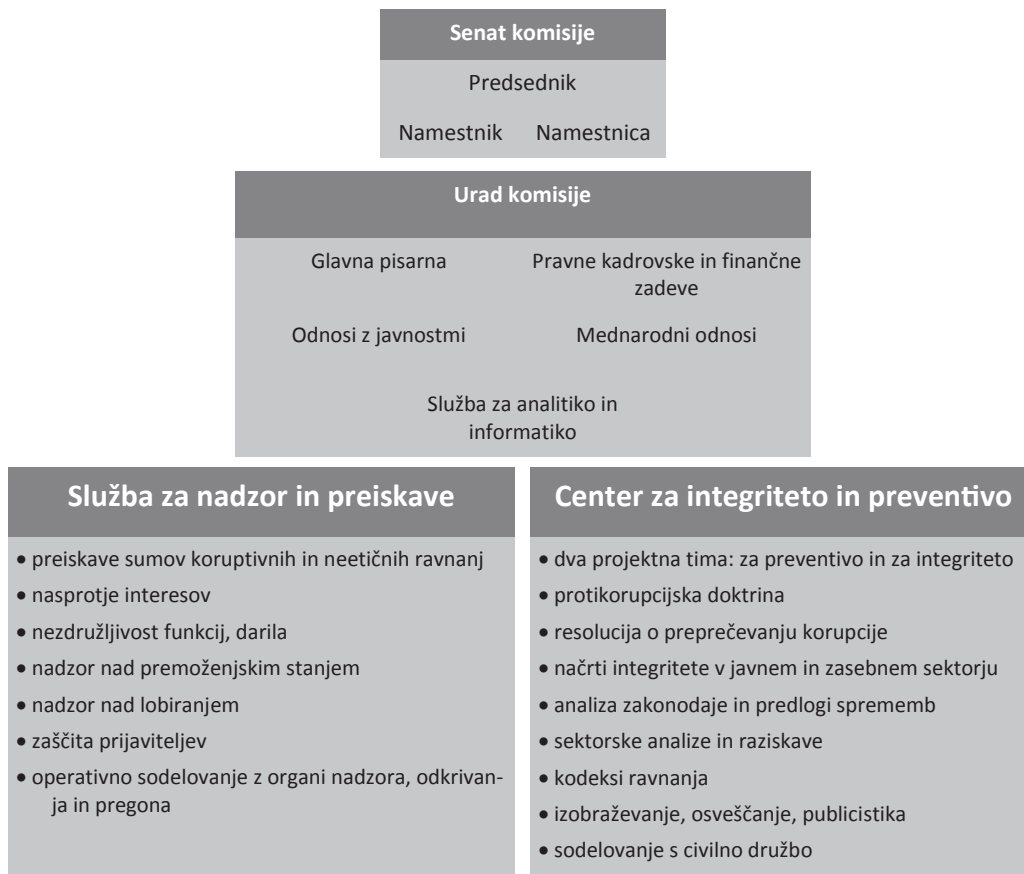 Senat komisije
Predsednik
Namestnik Namestnica
Urad komisije
Glavna pisarna
Pravne kadrovske in finančne
zadeve
Odnosi z javnostmi
Mednarodni odnosi
Služba za analitiko in
informatiko
Služba za nadzor in preiskave
• preiskave sumov koruptivnih in neetičnih ravnanj
• nasprotje interesov
• nezdružljivost funkcij, darila
• nadzor nad premoženjskim stanjem
• nadzor nad lobiranjem
• zaščita prijaviteljev
• operativno sodelovanje z organi nadzora, odkrivan-
ja in pregona
Center za integriteto in preventivo
• dva projektna tima: za preventivo in za integriteto
• protikorupcijska doktrina
• resolucija o preprečevanju korupcije
• načrti integritete v javnem in zasebnem sektorju
• analiza zakonodaje in predlogi sprememb
• sektorske analize in raziskave
• kodeksi ravnanja
• izobraževanje, osveščanje, publicistika
• sodelovanje s civilno družbo